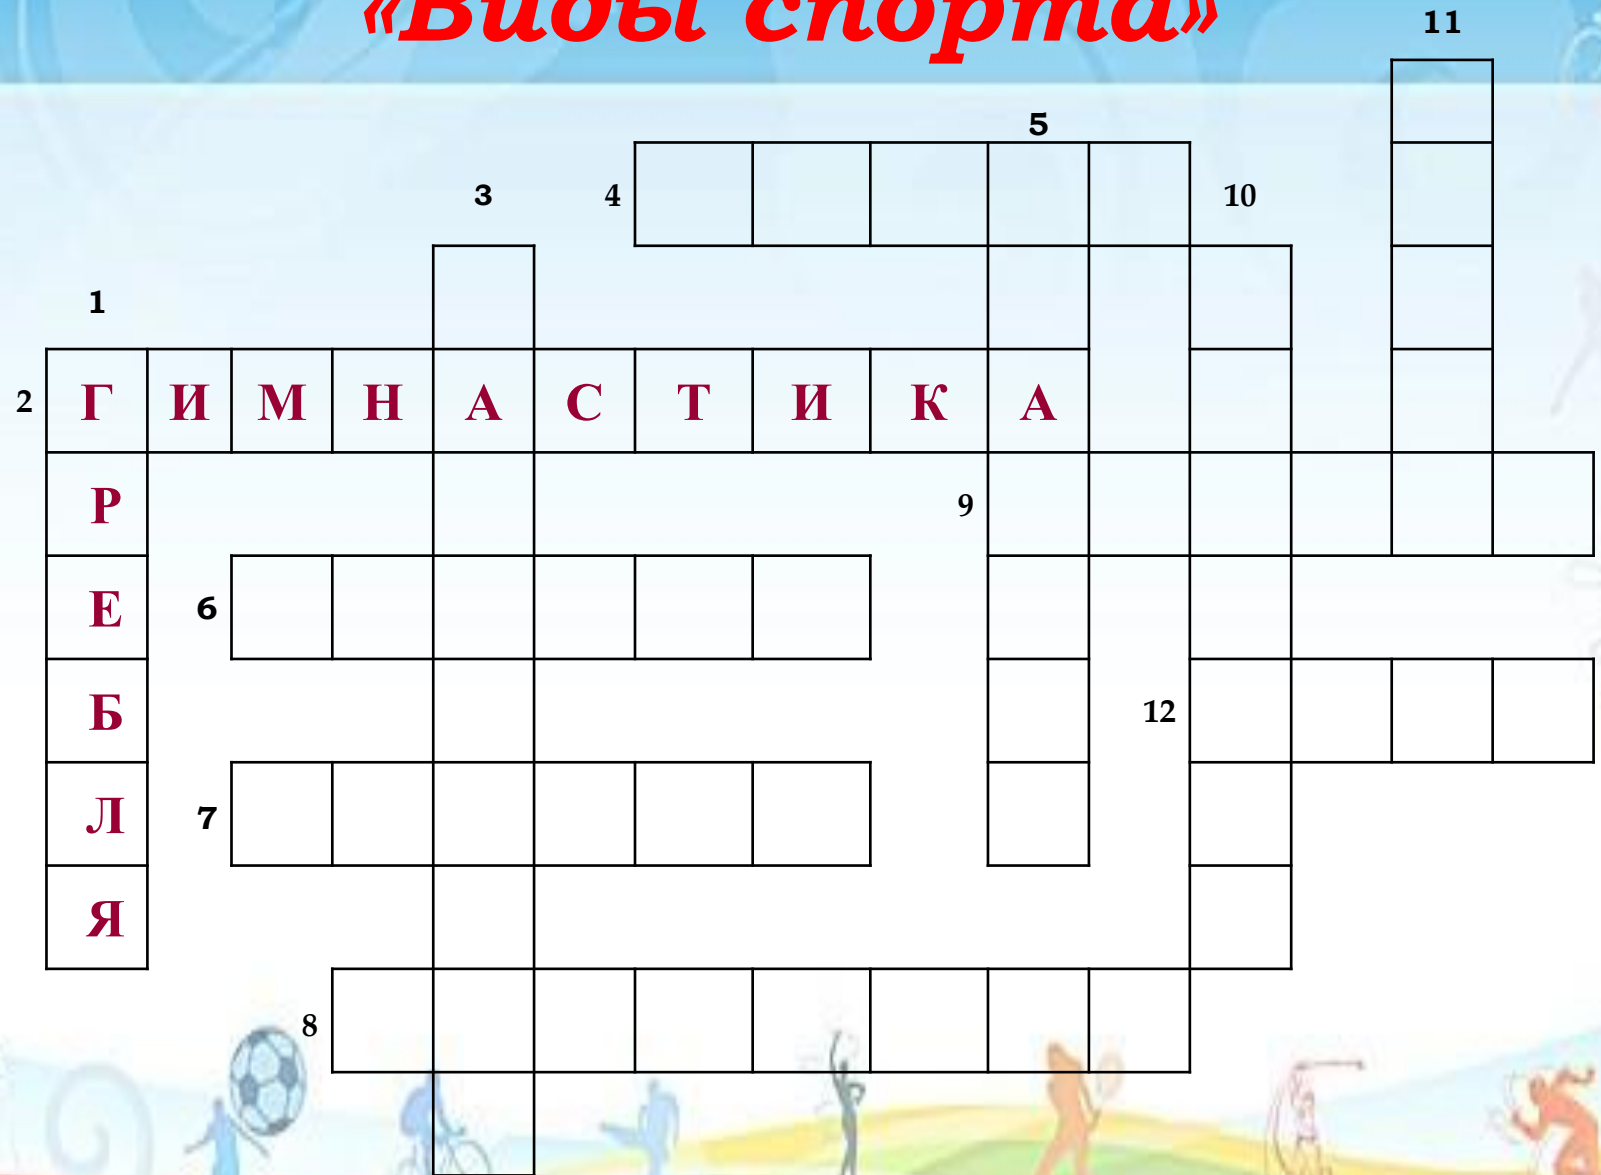 «Виды спорта»
11
5
3 4 10
1
2 Г И М Н А С Т И К А
Р 9
Е 6
Б 12
Л 7
Я
8